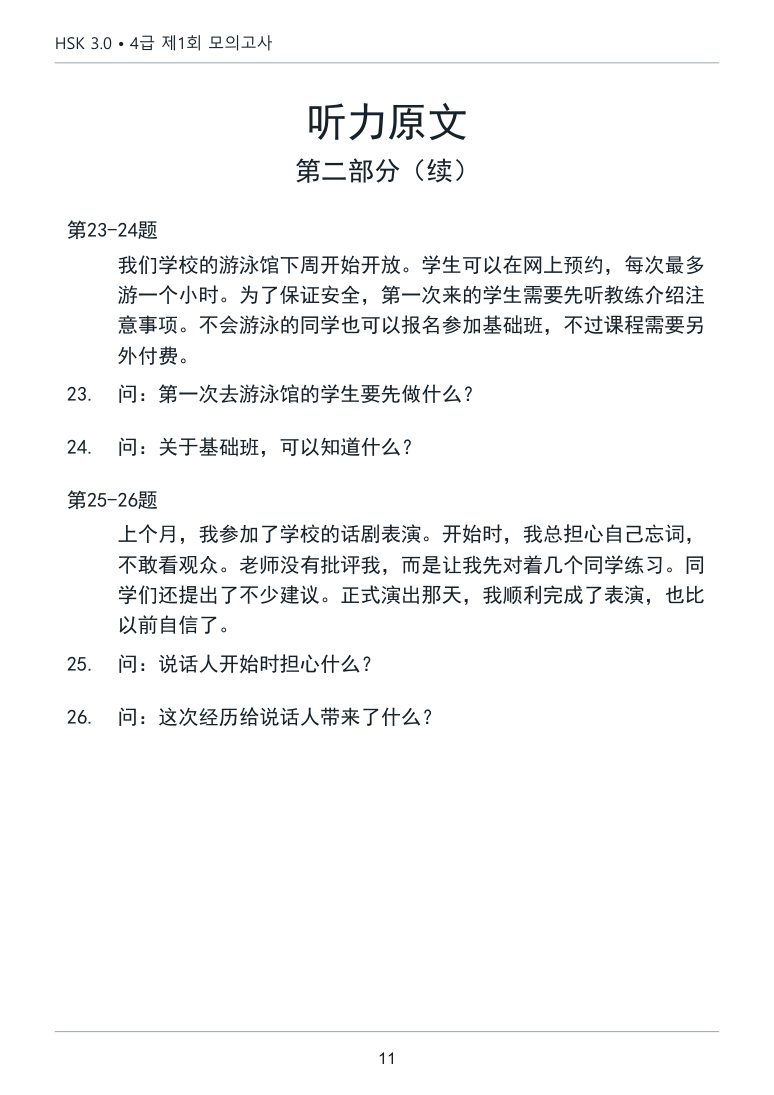 HSK 3.0 • 4급 제1회 모의고사
听力原文
第二部分（续）
第23-24题
我们学校的游泳馆下周开始开放。学生可以在网上预约，每次最多
游一个小时。为了保证安全，第一次来的学生需要先听教练介绍注
意事项。不会游泳的同学也可以报名参加基础班，不过课程需要另
外付费。
23. 问：第一次去游泳馆的学生要先做什么？
24. 问：关于基础班，可以知道什么？
第25-26题
上个月，我参加了学校的话剧表演。开始时，我总担心自己忘词，
不敢看观众。老师没有批评我，而是让我先对着几个同学练习。同
学们还提出了不少建议。正式演出那天，我顺利完成了表演，也比
以前自信了。
25. 问：说话人开始时担心什么？
26. 问：这次经历给说话人带来了什么？
11